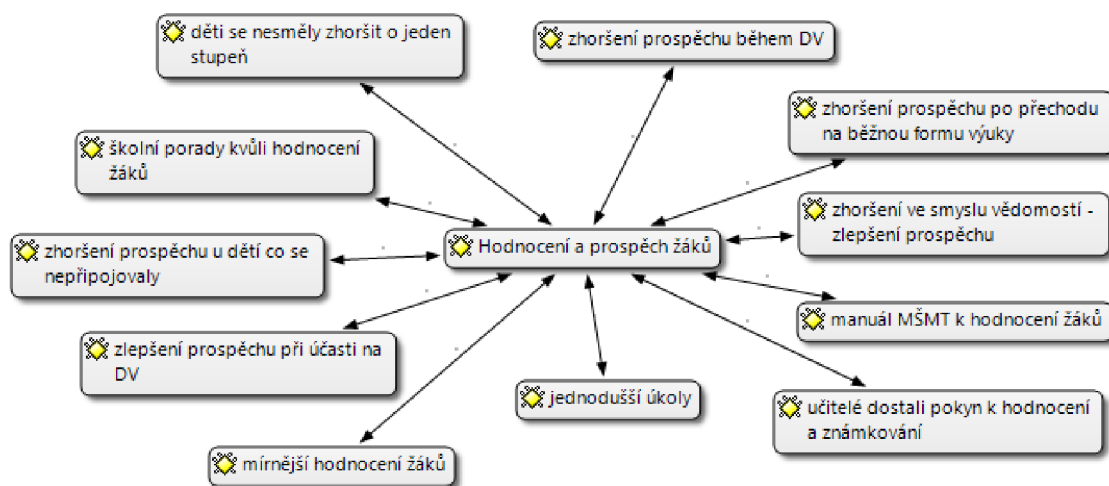 děti se nesměly zhoršit o jeden
stupeň
zhoršení prospěchu během DV
zhoršení prospěchu po přechodu
na běžnou formu výuky
školní porady kvůli hodnocení
žáků
zhoršení ve smyslu vědomostí -
zlepšení prospěchu
Hodnocení a prospěch žáků
zhoršení prospěchu u dětí co se
nepřipojovaly
manuál MŠMT k hodnocení žáků
zlepšení prospěchu při účasti na
DV
jednodušší úkoly
učitelé dostali pokyn k hodnocení
a známkování
mírnější hodnocení žáků